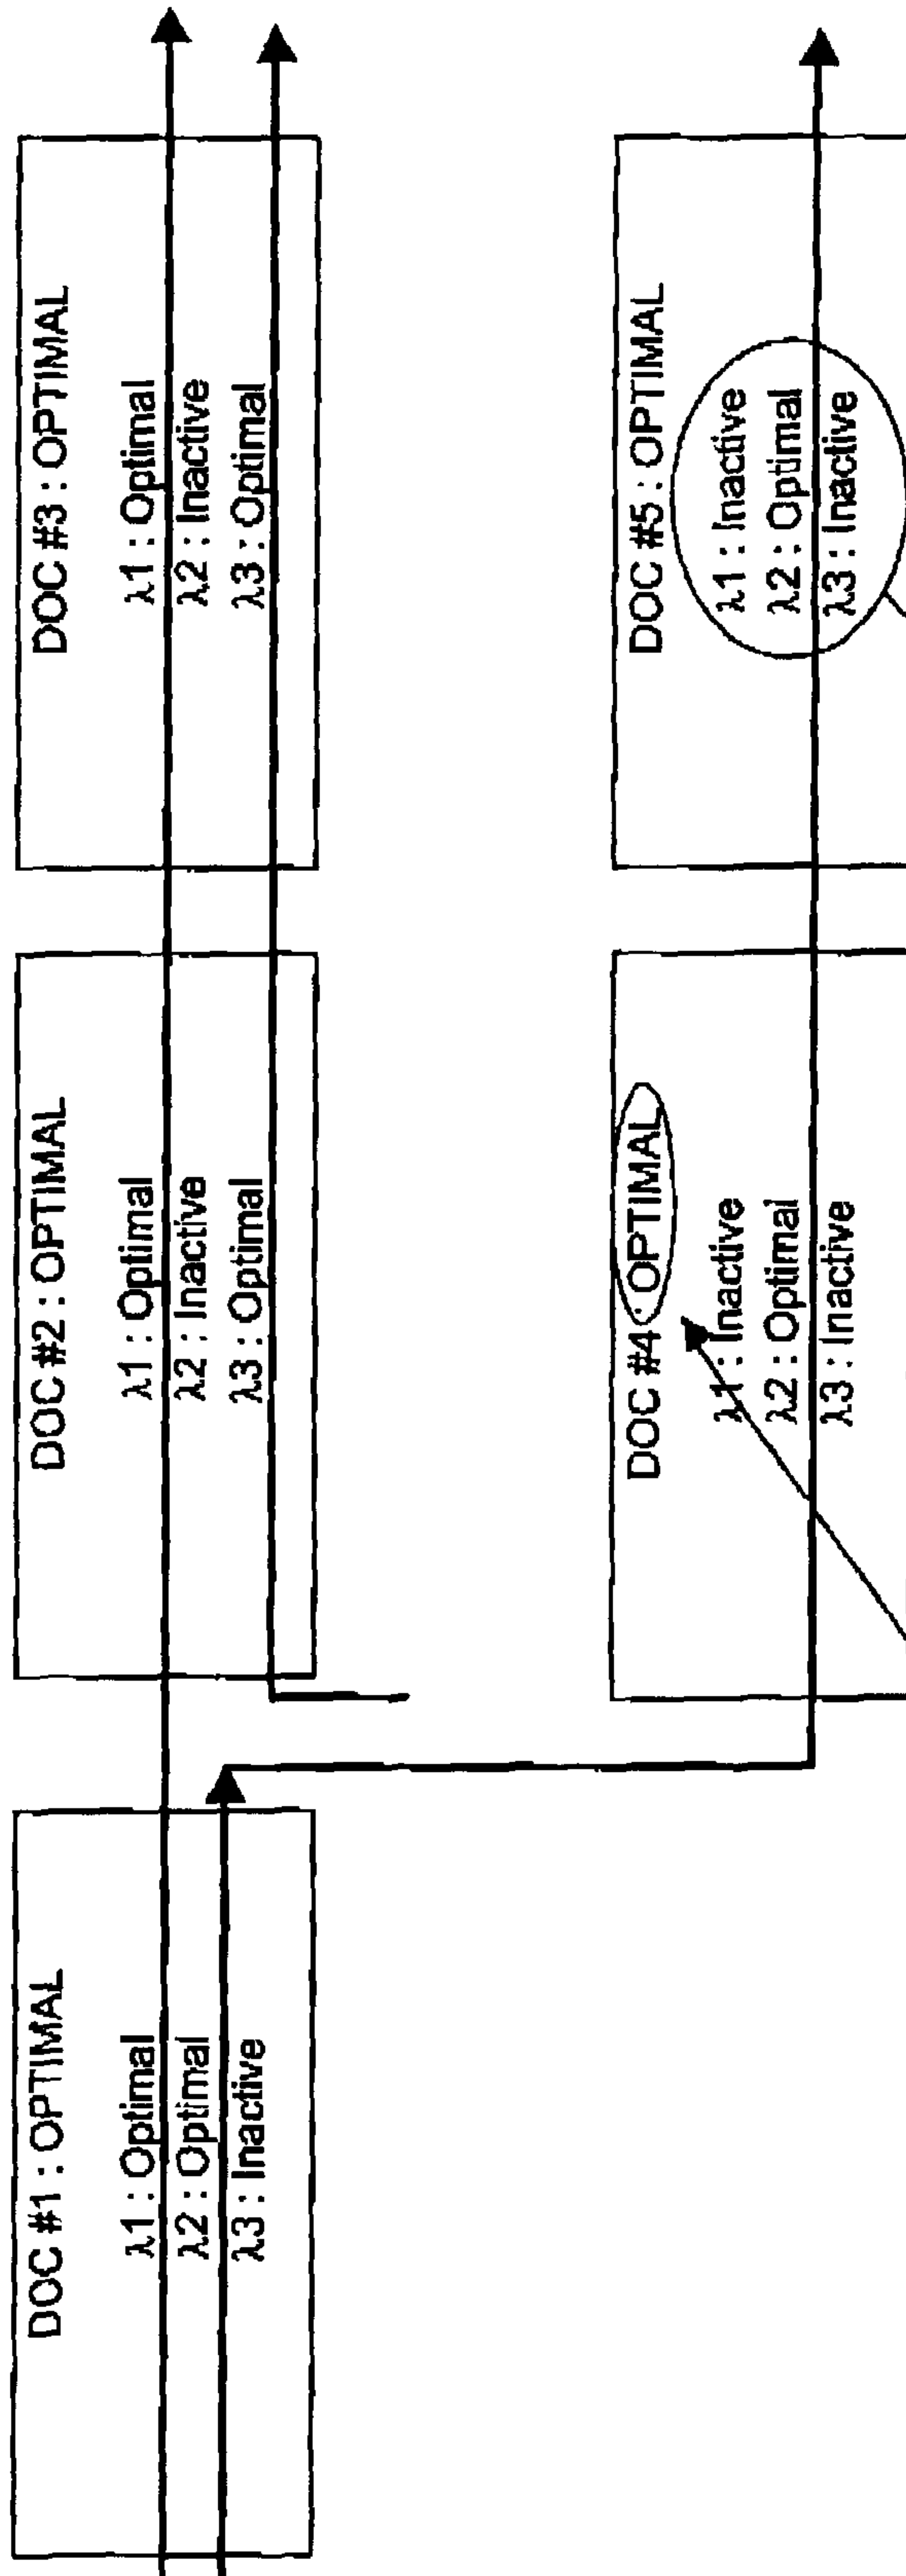 DOC #1 : OPTIMAL
λ1 : Optimal
λ2 : Optimal
λ3 : Inactive
DOC #2 : OPTIMAL
λ1 : Optimal
λ2 : Inactive
λ3 : Optimal
DOC #3 : OPTIMAL
λ1 : Optimal
λ2 : Inactive
λ3 : Optimal
DOC #4 : OPTIMAL
λ1 : Inactive
λ2 : Optimal
λ3 : Inactive
DOC #5 : OPTIMAL
λ1 : Inactive
λ2 : Optimal
λ3 : Inactive